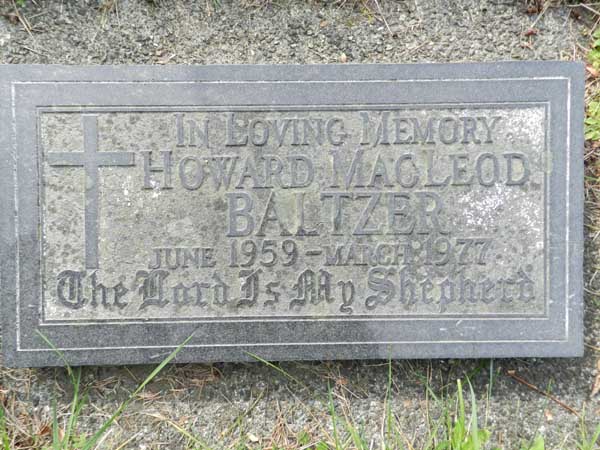 In Loving Memory
Howard MacLeod
BALTZER
JUNE 1959 - MARCH 1977
The Lord Is My Shepherd